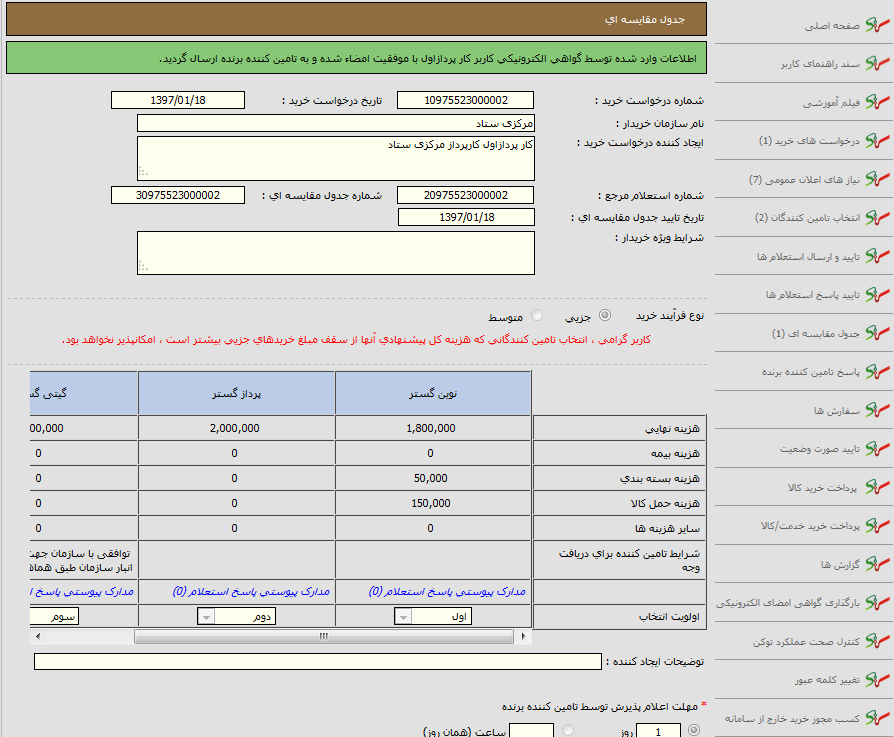 جدول مقايسه اي
اطلاعات وارد شده توسط گواهي الكترونيكي كاربر كار پردازاول با موفقيت امضاء شده و به تامين كننده برنده ارسال گرديد.
شماره درخواست خريد : 10975523000002 تاريخ درخواست خريد : 1397/01/18
نام سازمان خريدار : مرکزی ستاد
ايجاد كننده درخواست خريد : کار پردازاول کارپرداز مرکزی ستاد
شماره استعلام مرجع : 20975523000002 شماره جدول مقايسه اي : 30975523000002
تاريخ تاييد جدول مقايسه اي : 1397/01/18
شرايط ويژه خريدار :
نوع فرآيند خريد جزيي متوسط
كاربر گرامي ، انتخاب تامين كنندگاني كه هزينه كل پيشنهادي آنها از سقف مبلغ خريدهاي جزيي بيشتر است ، امكانپذير نخواهد بود.
نوین گستر پرداز گستر گیتی گس
هزينه نهايي 1,800,000 2,000,000 00,000
هزينه بيمه 0 0 0
هزينه بسته بندي 50,000 0 0
هزينه حمل كالا 150,000 0 0
ساير هزينه ها 0 0 0
شرايط تامين كننده براي دريافت وجه توافقی با سازمان جهت
انبار سازمان طبق هماه
مدارک پيوستي پاسخ استعلام (0) مدارک پيوستي پاسخ استعلام (0) مدارک پيوستي پاسخ ا
اولويت انتخاب اول دوم سوم
توضيحات ايجاد كننده :
* مهلت اعلام پذيرش توسط تامين كننده برنده
1 روز ساعت (همان روز)
صفحه اصلی
سند راهنمای کاربر
فیلم آموزشی
درخواست های خرید (1)
نیاز های اعلان عمومی (7)
انتخاب تامین کنندگان (2)
تایید و ارسال استعلام ها
تایید پاسخ استعلام ها
جدول مقایسه ای (1)
پاسخ تامین کننده برنده
سفارش ها
تایید صورت وضعیت
پرداخت خرید کالا
پرداخت خرید خدمت/کالا
گزارش ها
بارگذاری گواهی امضای الکترونیکی
کنترل صحت عملکرد توکن
تغییر کلمه عبور
کسب مجوز خرید خارج از سامانه